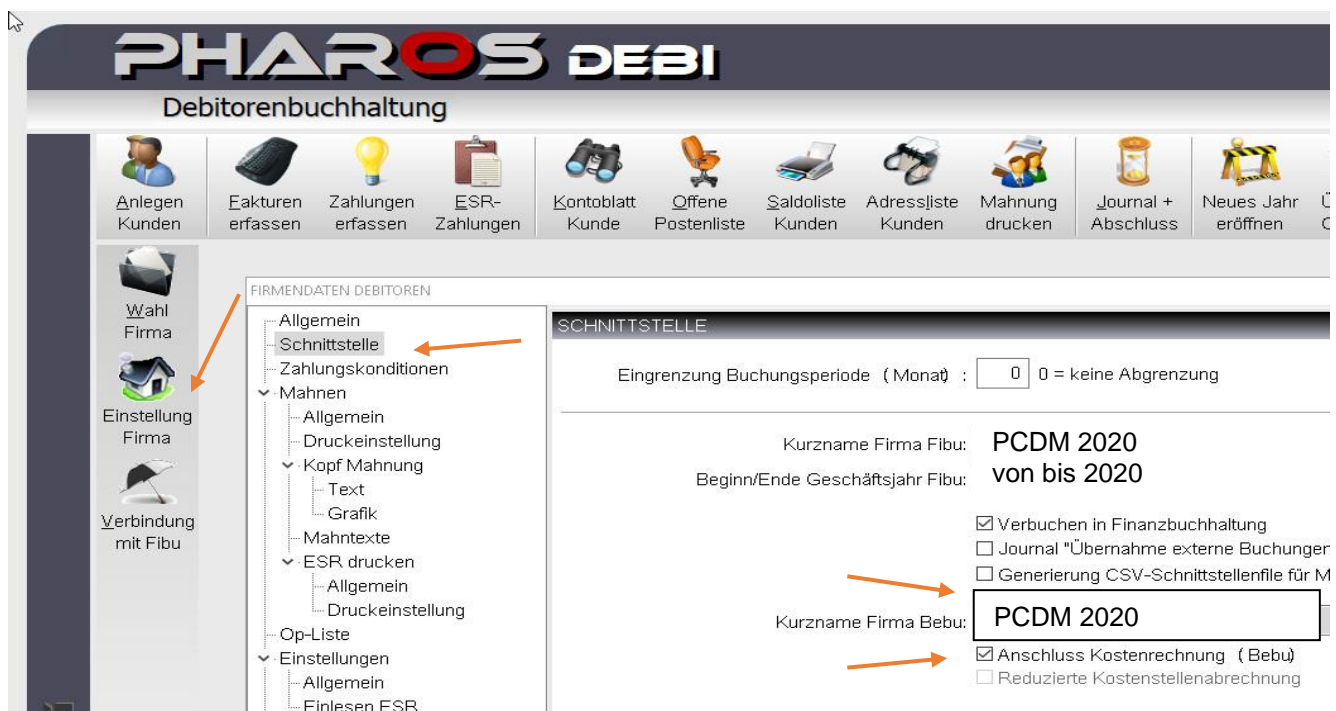 PHAROS DEBI
Debitorenbuchhaltung
Anlegen Kunden
Fakturen erfassen
Zahlungen erfassen
ESR-Zahlungen
Kontoblatt Kunde
Offene Postenliste
Saldoliste Kunden
Adressliste Kunden
Mahnung drucken
Journal + Abschluss
Neues Jahr eröffnen
Wahl
Firma
Einstellung
Firma
Verbindung
mit Fibu
FIRMENDATEN DEBITOREN
Allgemein
Schnittstelle
Zahlungskonditionen
Mahnen
Allgemein
Druckeinstellung
Kopf Mahnung
Text
Grafik
Mahntexte
ESR drucken
Allgemein
Druckeinstellung
Op-Liste
Einstellungen
Allgemein
Einlesen ESR
SCHNITTSTELLE
Eingrenzung Buchungsperiode (Monat) : 0 0 = keine Abgrenzung
Kurzname Firma Fibu: PCDM 2020
Beginn/Ende Geschäftsjahr Fibu: von bis 2020
Verbuchen in Finanzbuchhaltung
Journal "Übernahme externe Buchungen
Generierung CSV-Schnittstellenfile für M
Kurzname Firma Bebu: PCDM 2020
Anschluss Kostenrechnung (Bebu)
Reduzierte Kostenstellenabrechnung